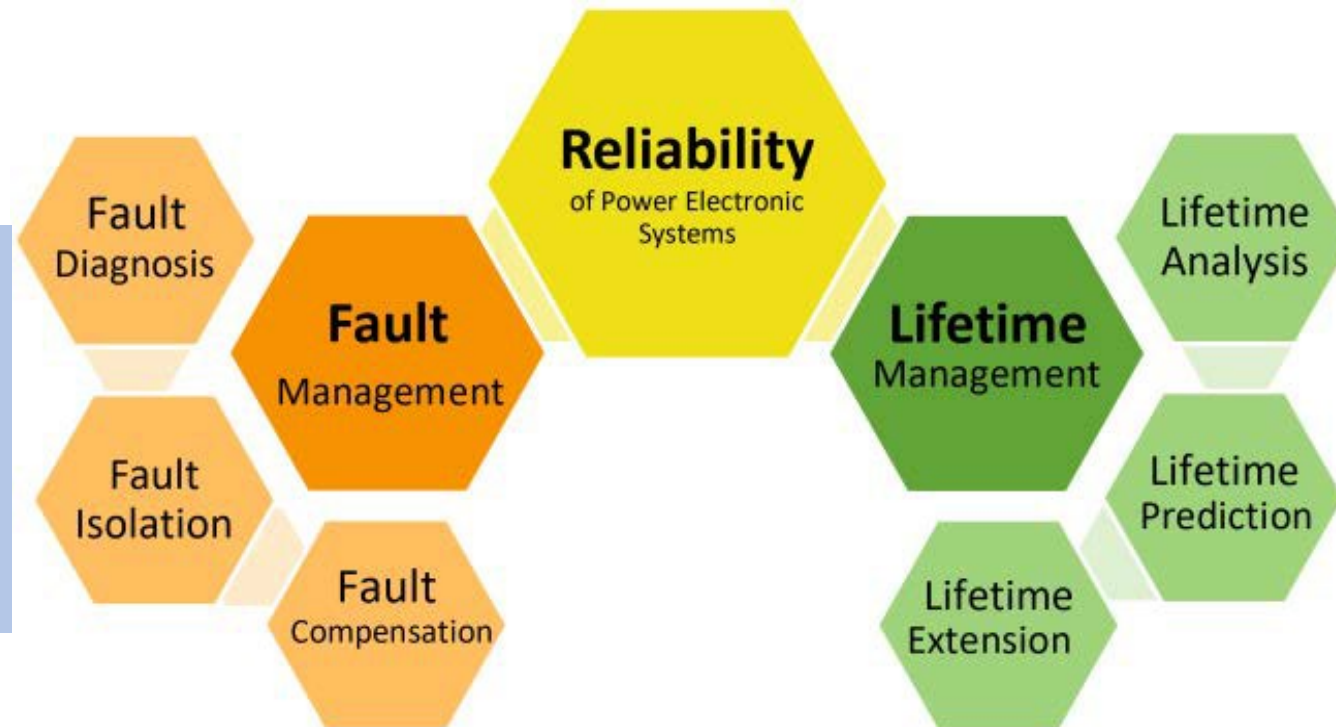 Reliability
of Power Electronic
Systems
Fault
Management
Fault
Diagnosis
Fault
Isolation
Fault
Compensation
Lifetime
Management
Lifetime
Analysis
Lifetime
Prediction
Lifetime
Extension